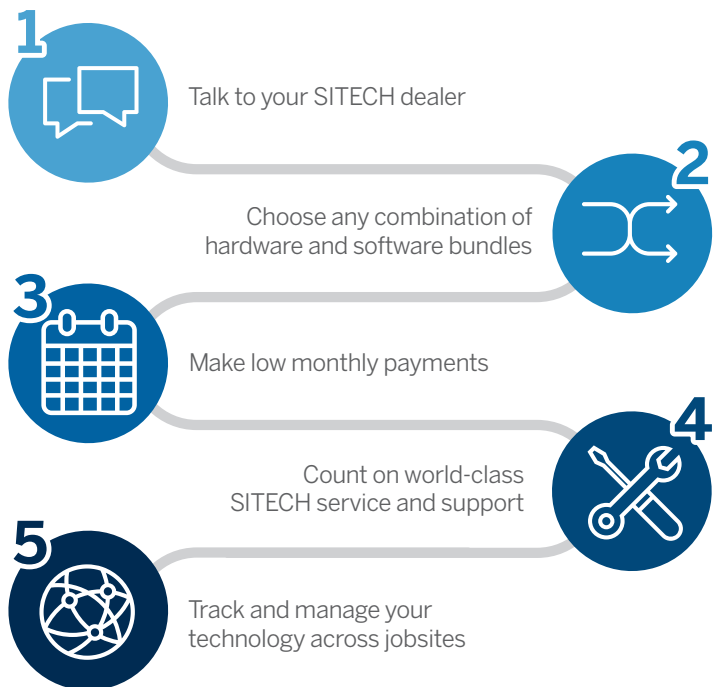 1
Talk to your SITECH dealer
2
Choose any combination of
hardware and software bundles
3
Make low monthly payments
4
Count on world-class
SITECH service and support
5
Track and manage your
technology across jobsites